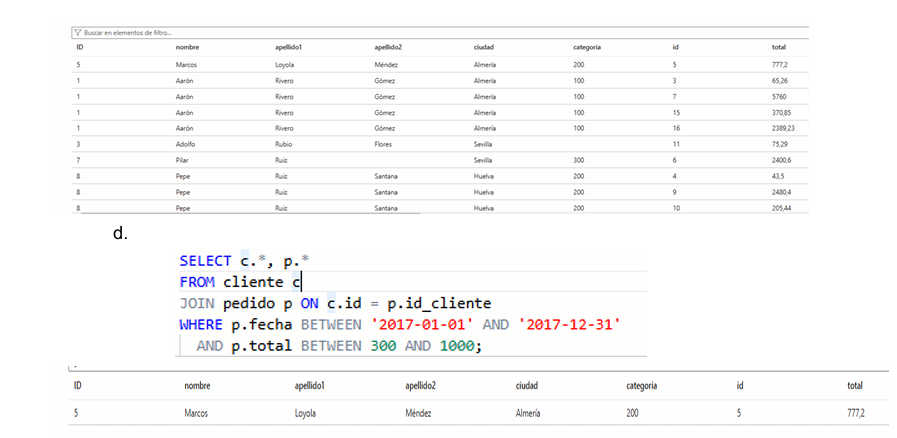 Buscar en elementos de filtro...
ID nombre apellido1 apellido2 ciudad categoria id total
5 Marcos Loyola Méndez Almería 200 5 777,2
1 Aarón Rivero Gómez Almería 100 3 65,26
1 Aarón Rivero Gómez Almería 100 7 5760
1 Aarón Rivero Gómez Almería 100 15 370,85
1 Aarón Rivero Gómez Almería 100 16 2389,23
3 Adolfo Rubio Flores Sevilla 11 75,29
7 Pilar Ruiz Sevilla 300 6 2400,6
8 Pepe Ruiz Santana Huelva 200 4 43,5
8 Pepe Ruiz Santana Huelva 200 9 2480,4
8 Pepe Ruiz Santana Huelva 200 10 205,44
d.
SELECT c.*, p.*
FROM cliente c
JOIN pedido p ON c.id = p.id_cliente
WHERE p.fecha BETWEEN '2017-01-01' AND '2017-12-31'
AND p.total BETWEEN 300 AND 1000;
ID nombre apellido1 apellido2 ciudad categoria id total
5 Marcos Loyola Méndez Almería 200 5 777,2